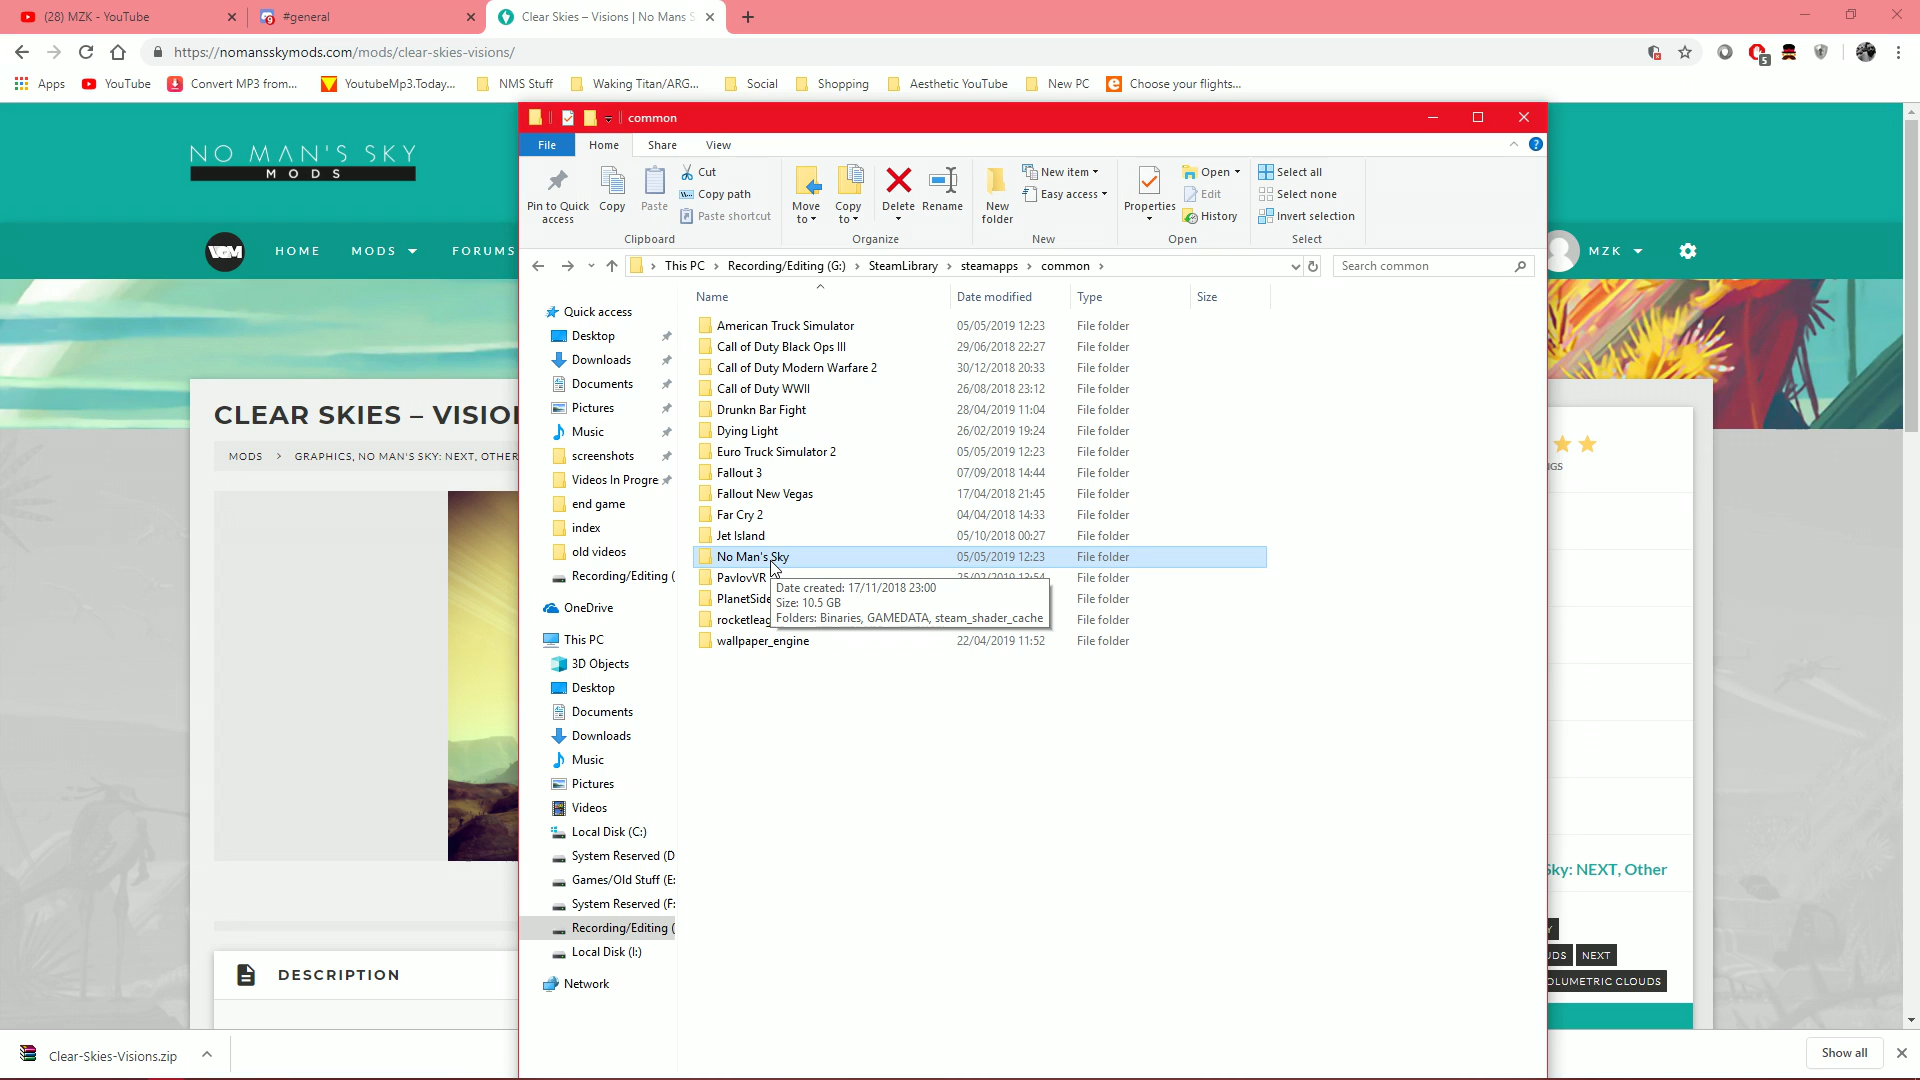 (28) MZK - YouTube
#general
Clear Skies – Visions | No Mans S
https://nomansskymods.com/mods/clear-skies-visions/
5
Apps
YouTube
Convert MP3 from...
YoutubeMp3.Today...
NMS Stuff
Waking Titan/ARG...
Social
Shopping
Aesthetic YouTube
New PC
Choose your flights...
NO MAN'S SKY
MODS
HOME
MODS
FORUMS
MZK
CLEAR SKIES – VISIO
MODS > GRAPHICS, NO MAN'S SKY: NEXT, OTHER
DESCRIPTION
common
File
Home
Share
View
Pin to Quick access
Copy
Paste
Cut
Copy path
Paste shortcut
Clipboard
Move to
Copy to
Delete
Rename
Organize
New folder
New item
Easy access
New
Properties
Open
Edit
History
Open
Select all
Select none
Invert selection
Select
This PC > Recording/Editing (G:) > SteamLibrary > steamapps > common >
Search common
Name
Date modified
Type
Size
Quick access
Desktop
Downloads
Documents
Pictures
Music
screenshots
Videos In Progre
end game
index
old videos
Recording/Editing (
OneDrive
This PC
3D Objects
Desktop
Documents
Downloads
Music
Pictures
Videos
Local Disk (C:)
System Reserved (D
Games/Old Stuff (E:
System Reserved (F:
Recording/Editing (
Local Disk (I:)
Network
American Truck Simulator 05/05/2019 12:23 File folder
Call of Duty Black Ops III 29/06/2018 22:27 File folder
Call of Duty Modern Warfare 2 30/12/2018 20:33 File folder
Call of Duty WWII 26/08/2018 23:12 File folder
Drunkn Bar Fight 28/04/2019 11:04 File folder
Dying Light 26/02/2019 19:24 File folder
Euro Truck Simulator 2 05/05/2019 12:23 File folder
Fallout 3 07/09/2018 14:44 File folder
Fallout New Vegas 17/04/2018 21:45 File folder
Far Cry 2 04/04/2018 14:33 File folder
Jet Island 05/10/2018 00:27 File folder
No Man's Sky 05/05/2019 12:23 File folder
PavlovVR File folder
PlanetSide File folder
rocketleag File folder
wallpaper_engine 22/04/2019 11:52 File folder
Date created: 17/11/2018 23:00
Size: 10.5 GB
Folders: Binaries, GAMEDATA, steam_shader_cache
GS
Sky: NEXT, Other
Y
UDS
NEXT
OLUMETRIC CLOUDS
Clear-Skies-Visions.zip
Show all